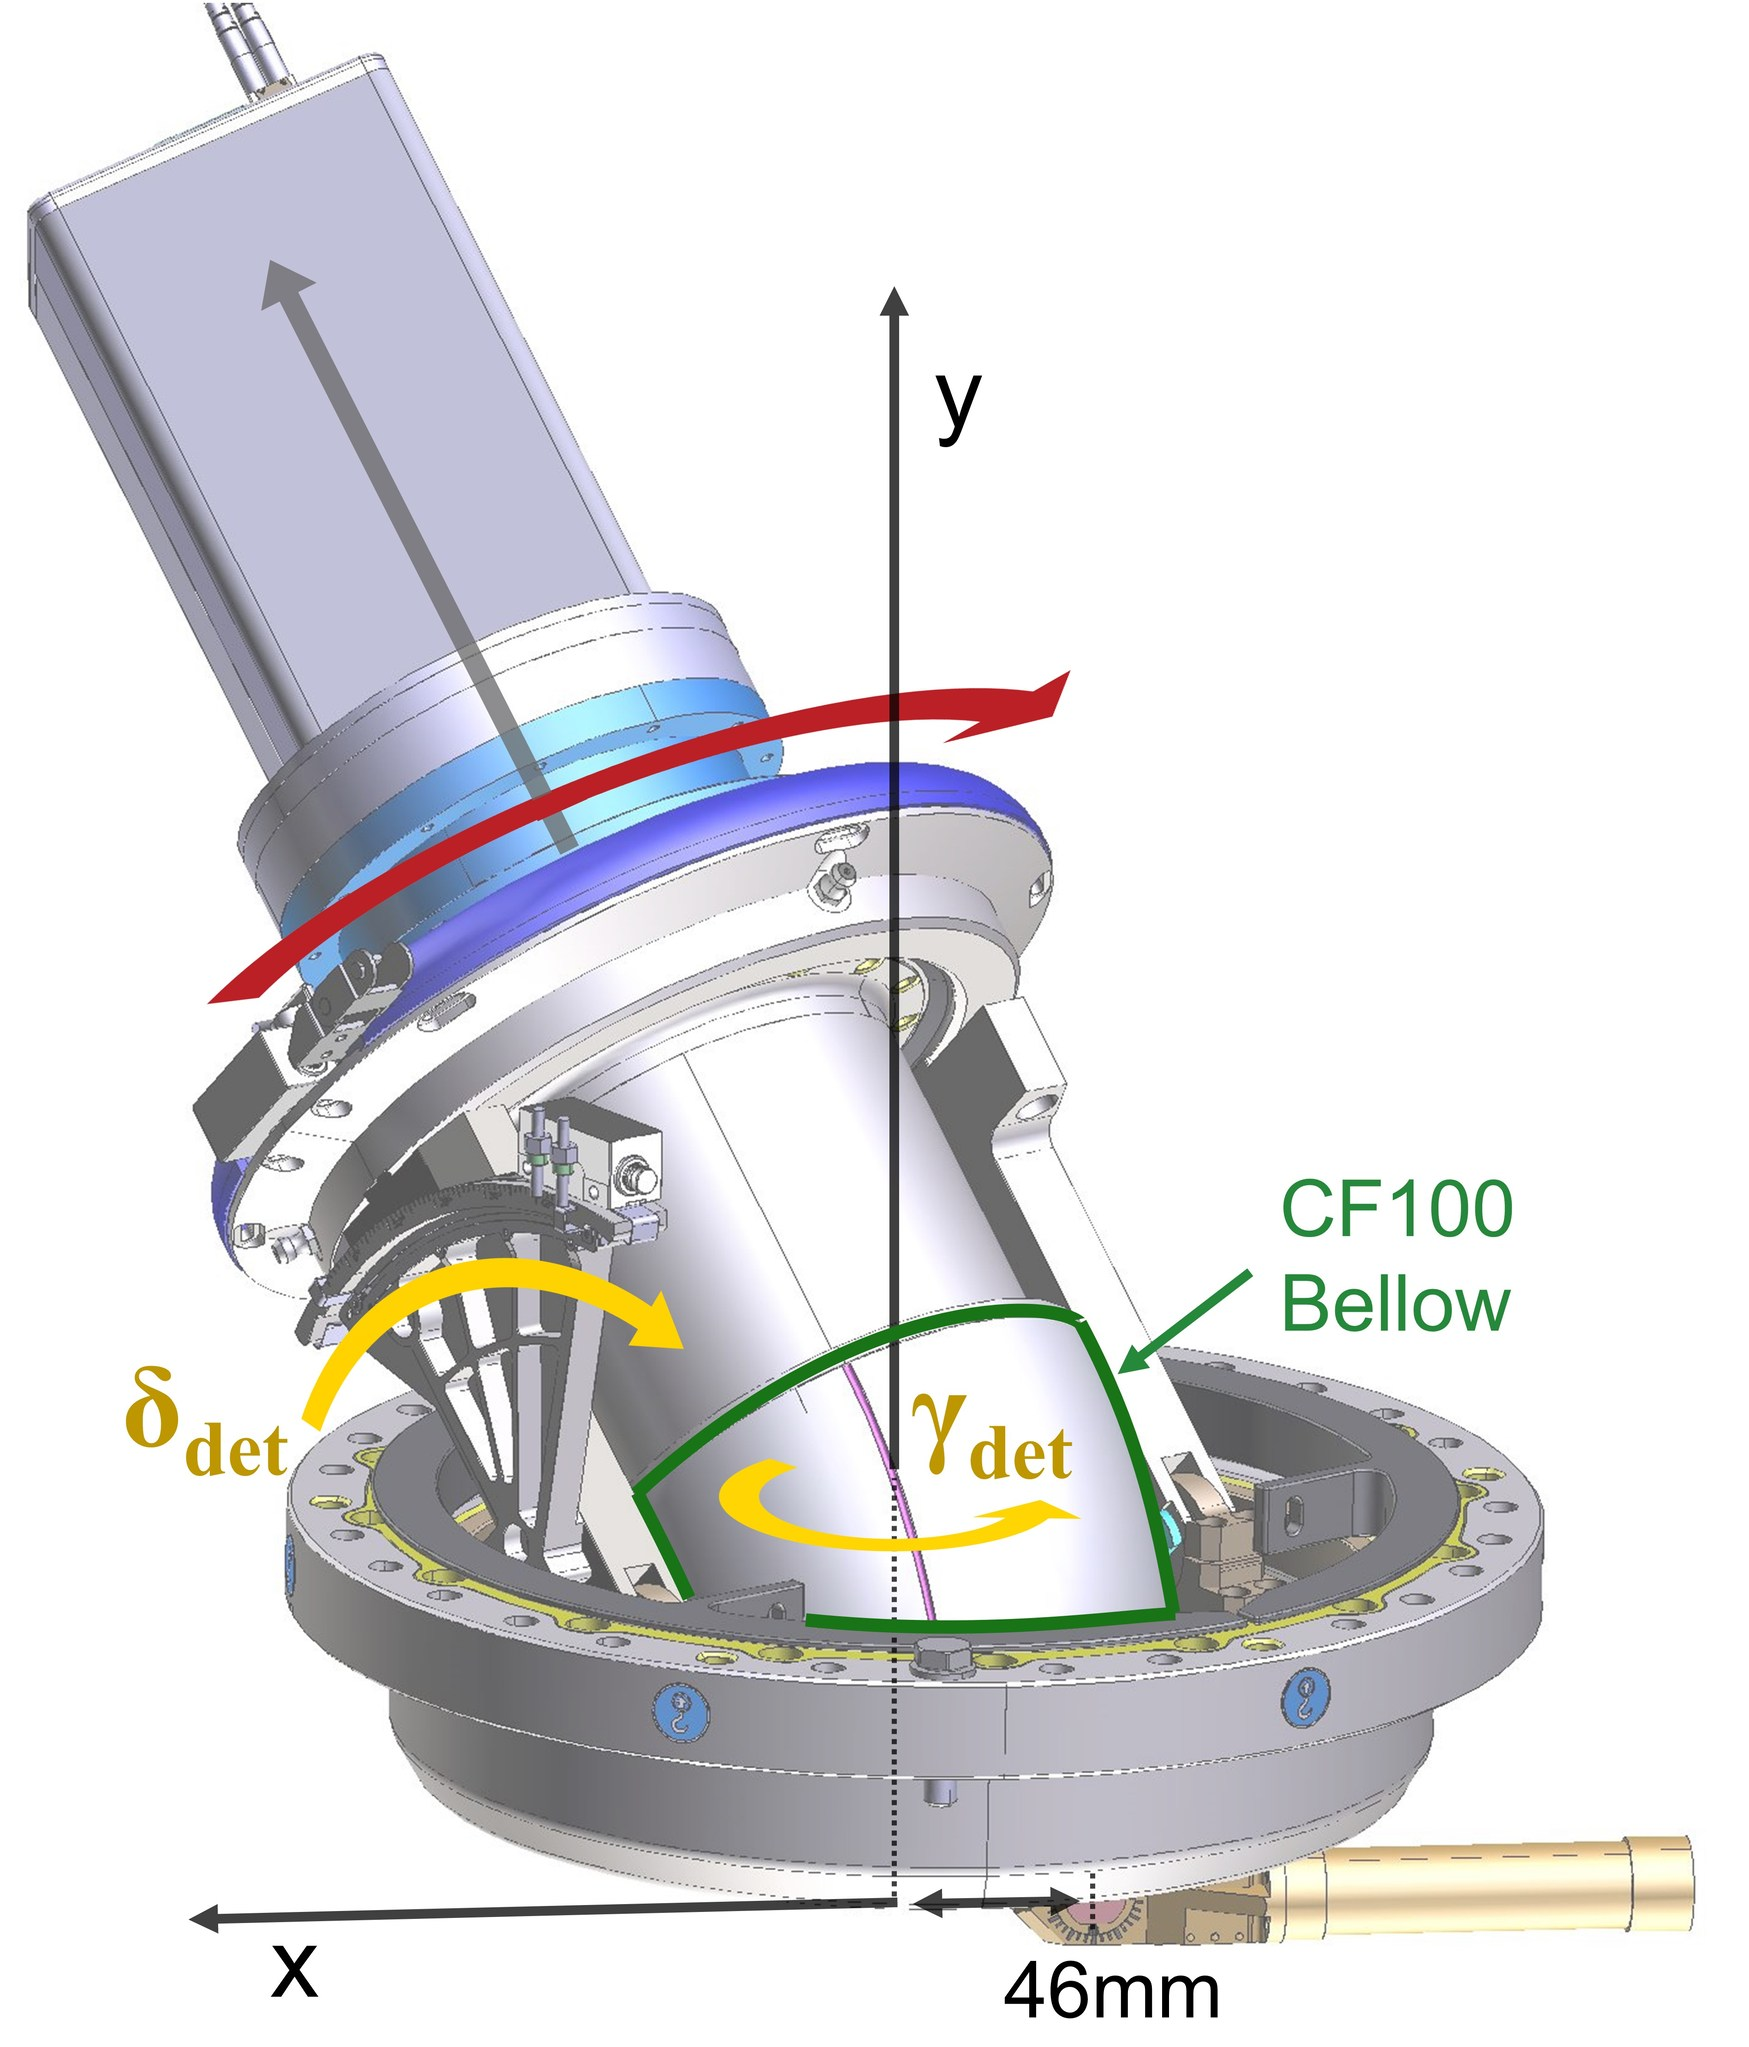 y
CF100
Bellow
δdet
γdet
x
46mm